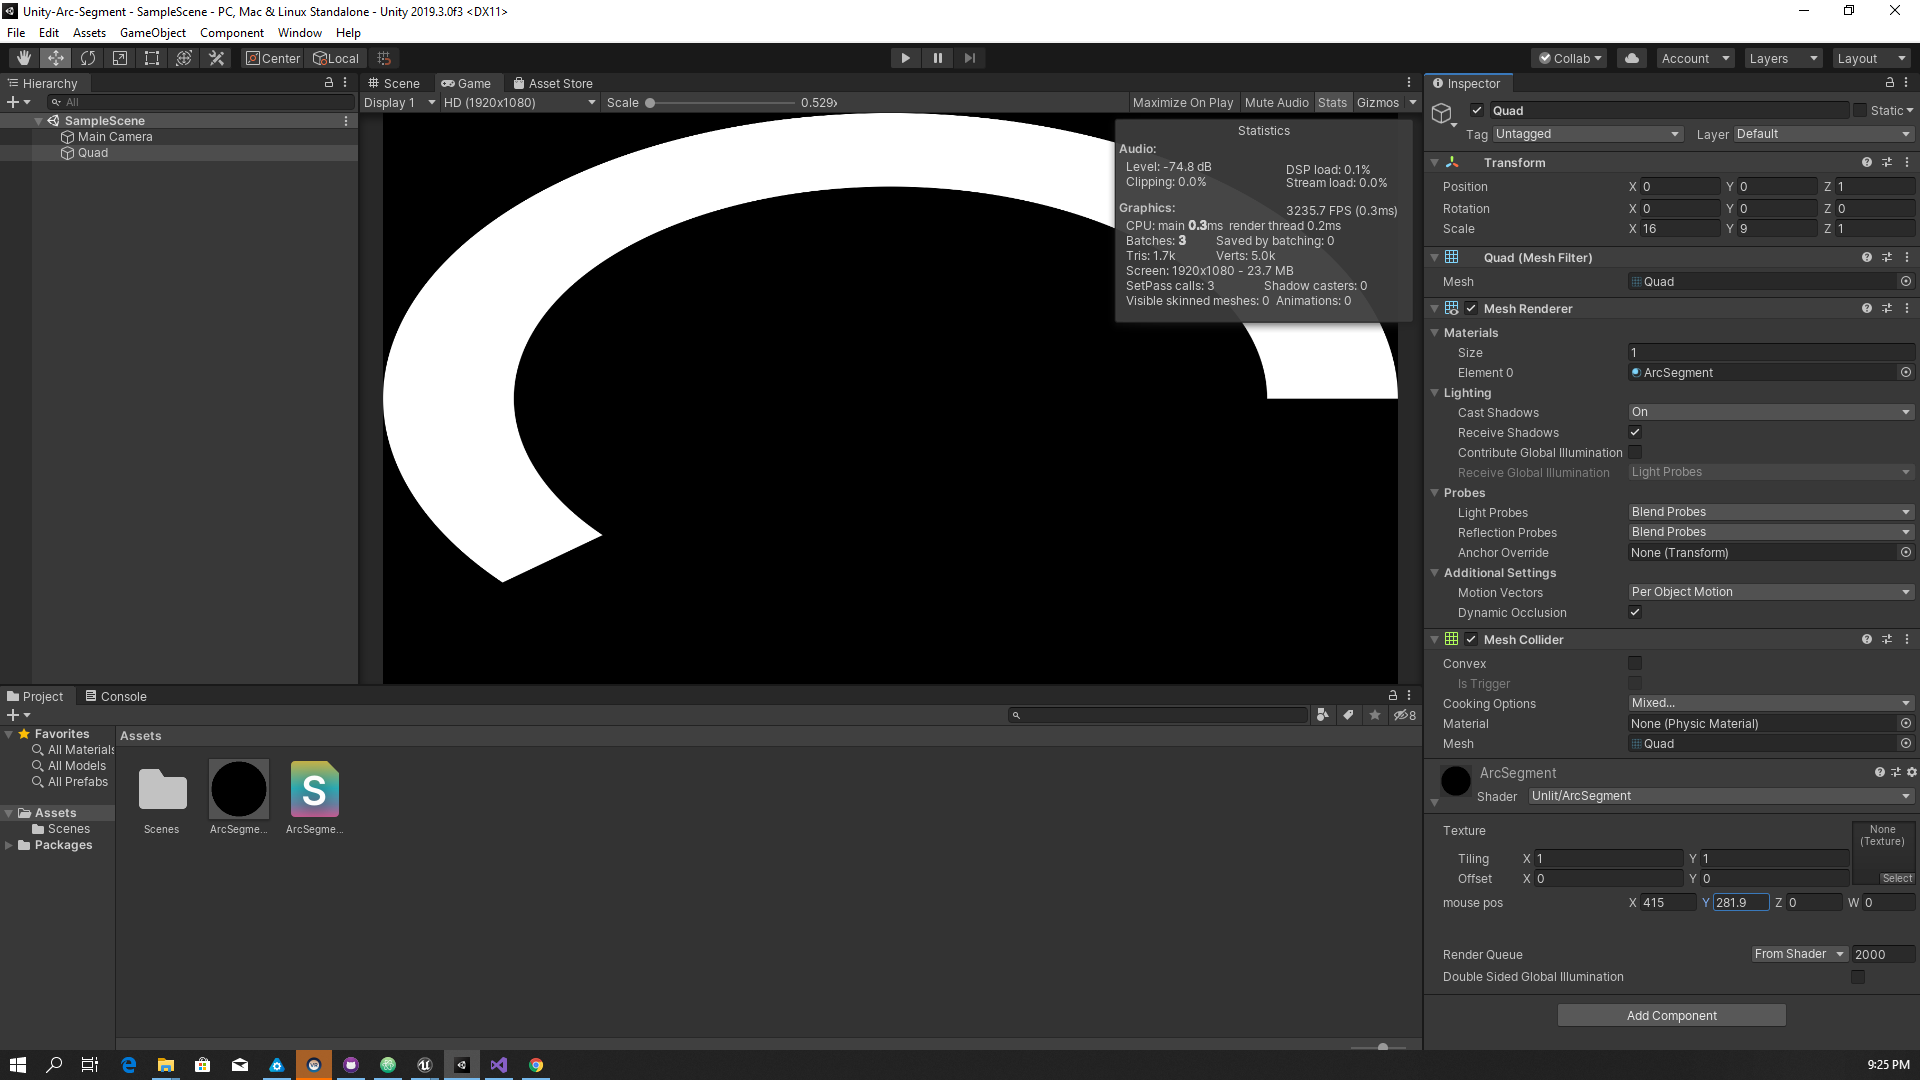 Unity-Arc-Segment - SampleScene - PC, Mac & Linux Standalone - Unity 2019.3.0f3 <DX11>
File Edit Assets GameObject Component Window Help
Center Local Collab Account Layers Layout
Hierarchy
All
SampleScene
Main Camera
Quad
Scene Game Asset Store
Display 1 HD (1920x1080) Scale 0.529x Maximize On Play Mute Audio Stats Gizmos
Statistics
Audio:
Level: -74.8 dB DSP load: 0.1%
Clipping: 0.0% Stream load: 0.0%
Graphics: 3235.7 FPS (0.3ms)
CPU: main 0.3ms render thread 0.2ms
Batches: 3 Saved by batching: 0
Tris: 1.7k Verts: 5.0k
Screen: 1920x1080 - 23.7 MB
SetPass calls: 3 Shadow casters: 0
Visible skinned meshes: 0 Animations: 0
Project Console
8
Favorites
All Materials
All Models
All Prefabs
Assets
Scenes
Packages
Assets
Scenes ArcSegme... ArcSegme...
S
Inspector
Quad Static
Tag Untagged Layer Default
Transform
Position X 0 Y 0 Z 1
Rotation X 0 Y 0 Z 0
Scale X 16 Y 9 Z 1
Quad (Mesh Filter)
Mesh Quad
Mesh Renderer
Materials
Size 1
Element 0 ArcSegment
Lighting
Cast Shadows On
Receive Shadows
Contribute Global Illumination
Receive Global Illumination Light Probes
Probes
Light Probes Blend Probes
Reflection Probes Blend Probes
Anchor Override None (Transform)
Additional Settings
Motion Vectors Per Object Motion
Dynamic Occlusion
Mesh Collider
Convex
Is Trigger
Cooking Options Mixed...
Material None (Physic Material)
Mesh Quad
ArcSegment
Shader Unlit/ArcSegment
Texture None (Texture)
Tiling X 1 Y 1
Offset X 0 Y 0 Select
mouse pos X 415 Y 281.9 Z 0 W 0
Render Queue From Shader 2000
Double Sided Global Illumination
Add Component
9:25 PM